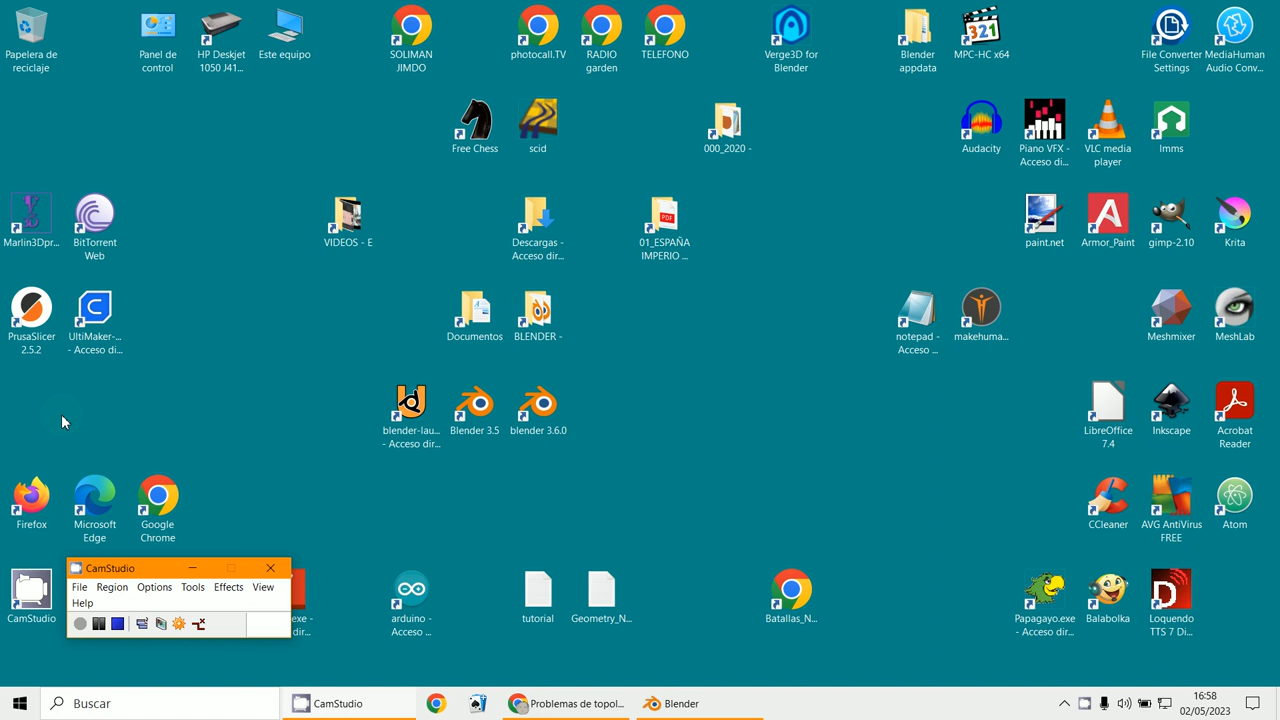 Papelera de
reciclaje
Panel de
control
HP Deskjet
1050 J41...
Este equipo
SOLIMAN
JIMDO
photocall.TV
RADIO
garden
TELEFONO
Verge3D for
Blender
Blender
appdata
321
MPC-HC x64
File Converter
Settings
MediaHuman
Audio Conv...
Free Chess
scid
000_2020 -
Audacity
Piano VFX -
Acceso di...
VLC media
player
lmms
Marlin3Dpr...
BitTorrent
Web
VIDEOS - E
Descargas -
Acceso dir...
PDF
01_ESPAÑA
IMPERIO ...
paint.net
Armor_Paint
gimp-2.10
Krita
PrusaSlicer
2.5.2
UltiMaker-...
- Acceso di...
Documentos
BLENDER -
notepad -
Acceso ...
makehuma...
Meshmixer
MeshLab
blender-lau...
- Acceso dir...
Blender 3.5
blender 3.6.0
LibreOffice
7.4
Inkscape
Acrobat
Reader
Firefox
Microsoft
Edge
Google
Chrome
CCleaner
AVG AntiVirus
FREE
Atom
CamStudio
CamStudio
File Region Options Tools Effects View
Help
.exe -
dir...
arduino -
Acceso ...
tutorial
Geometry_N...
Batallas_N...
Papagayo.exe
- Acceso dir...
Balabolka
Loquendo
TTS 7 Di...
Buscar
CamStudio
Problemas de topol...
Blender
16:58
02/05/2023